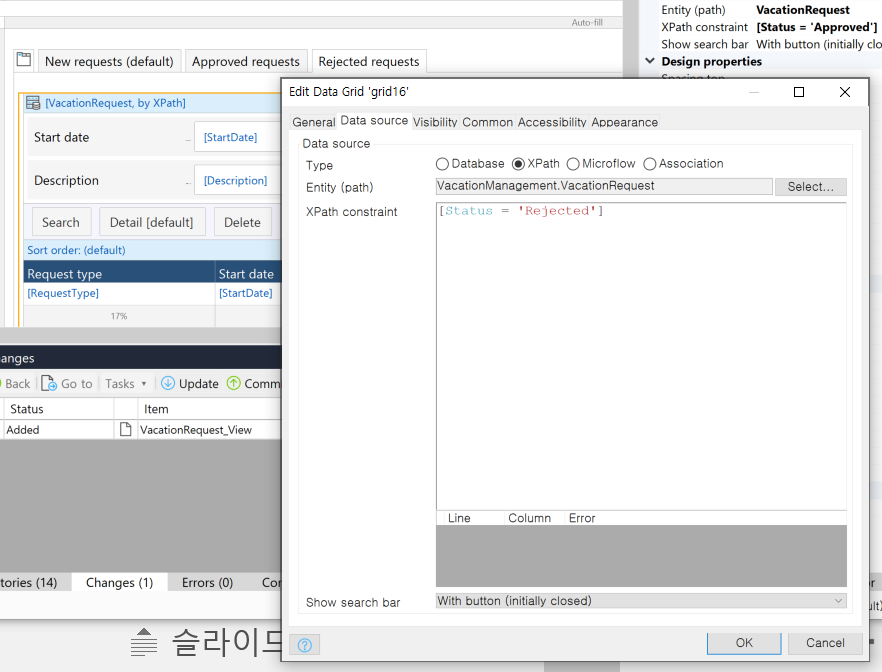 Entity (path) VacationRequest
Auto-fill
XPath constraint [Status = 'Approved']
Show search bar With button (initially clo
Design properties
New requests (default) Approved requests Rejected requests
[VacationRequest, by XPath]
Start date ... [StartDate]
Description ... [Description]
Search Detail [default] Delete
Sort order: (default)
Request type Start date
[RequestType] [StartDate]
17%
anges
Back Go to Tasks Update Comm
Status Item
Added VacationRequest_View
tories (14) Changes (1) Errors (0) Con
슬라이드
Edit Data Grid 'grid16'
General Data source Visibility Common Accessibility Appearance
Data source
Type Database XPath Microflow Association
Entity (path) VacationManagement.VacationRequest Select...
XPath constraint [Status = 'Rejected']
Line Column Error
Show search bar With button (initially closed)
? OK Cancel